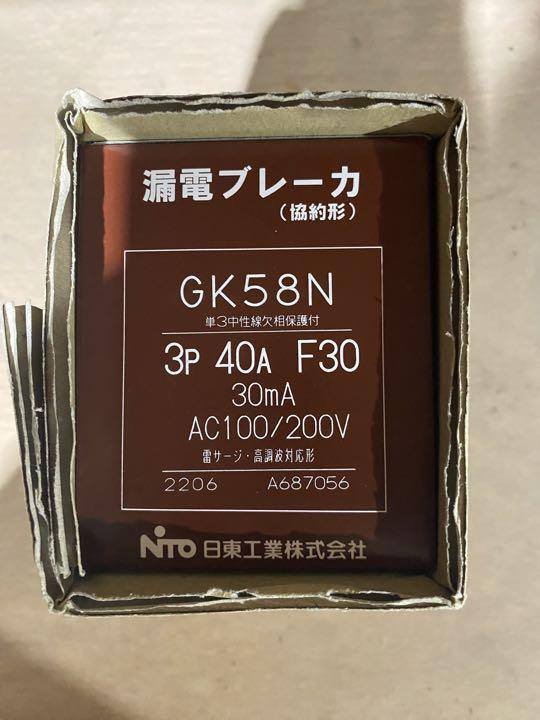 漏電ブレーカ
(協約形)
GK58N
単3中性線欠相保護付
3P 40A F30
30mA
AC100/200V
雷サージ・高調波対応形
2206 A687056
NITO 日東工業株式会社